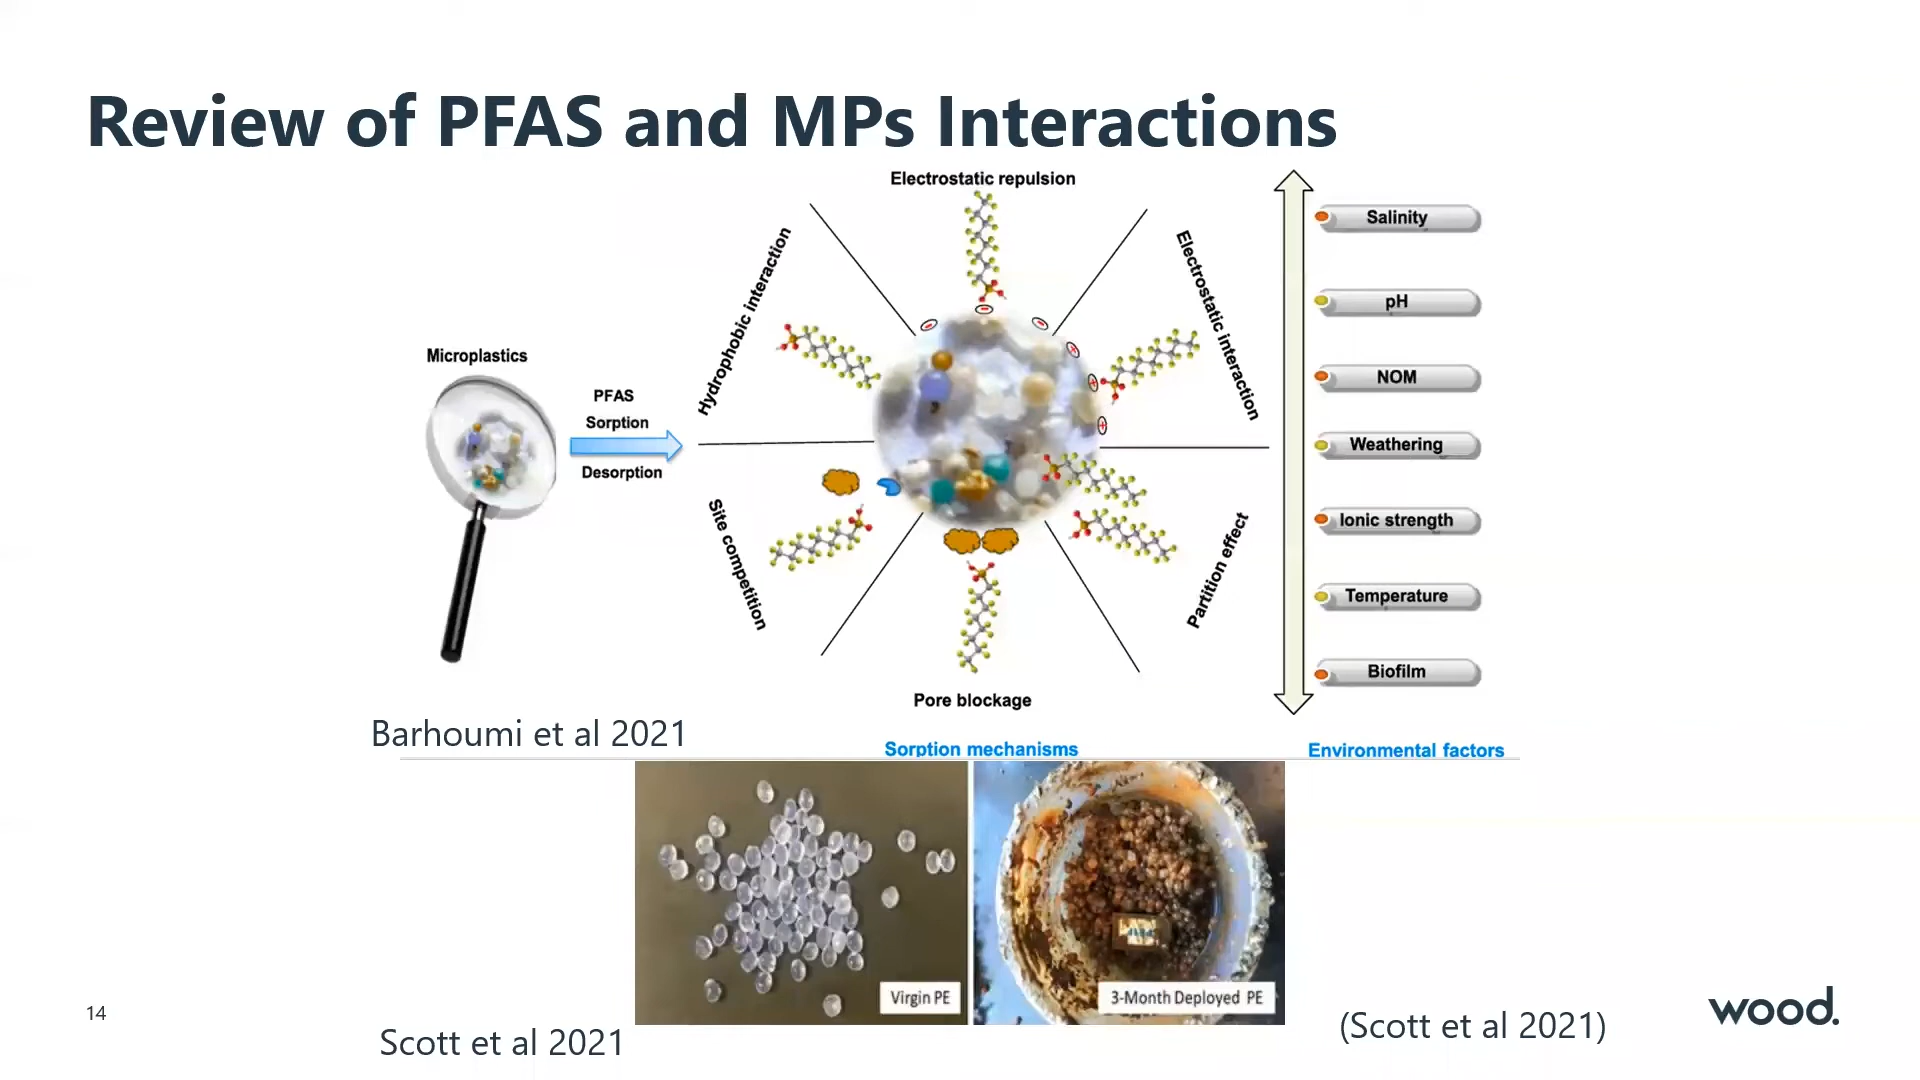 Review of PFAS and MPs Interactions
Electrostatic repulsion
Hydrophobic interaction
Electrostatic interaction
Microplastics
PFAS
Sorption
Desorption
Site competition
Partition effect
Pore blockage
Salinity
pH
NOM
Weathering
Ionic strength
Temperature
Biofilm
Barhoumi et al 2021
Sorption mechanisms
Environmental factors
Virgin PE
3-Month Deployed PE
14
Scott et al 2021
(Scott et al 2021)
wood.